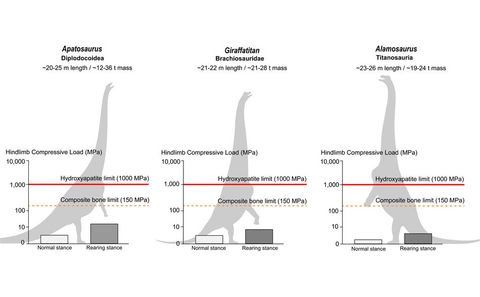 Apatosaurus
Diplodocoidea
~20-25 m length / ~12-36 t mass
Hindlimb Compressive Load (MPa)
10,000
Hydroxyapatite limit (1000 MPa)
1,000
Composite bone limit (150 MPa)
100
10
0
Normal stance
Rearing stance
Giraffatitan
Brachiosauridae
~21-22 m length / ~21-28 t mass
Hindlimb Compressive Load (MPa)
10,000
Hydroxyapatite limit (1000 MPa)
1,000
Composite bone limit (150 MPa)
100
10
0
Normal stance
Rearing stance
Alamosaurus
Titanosauria
~23-26 m length / ~19-24 t mass
Hindlimb Compressive Load (MPa)
10,000
Hydroxyapatite limit (1000 MPa)
1,000
Composite bone limit (150 MPa)
100
10
0
Normal stance
Rearing stance